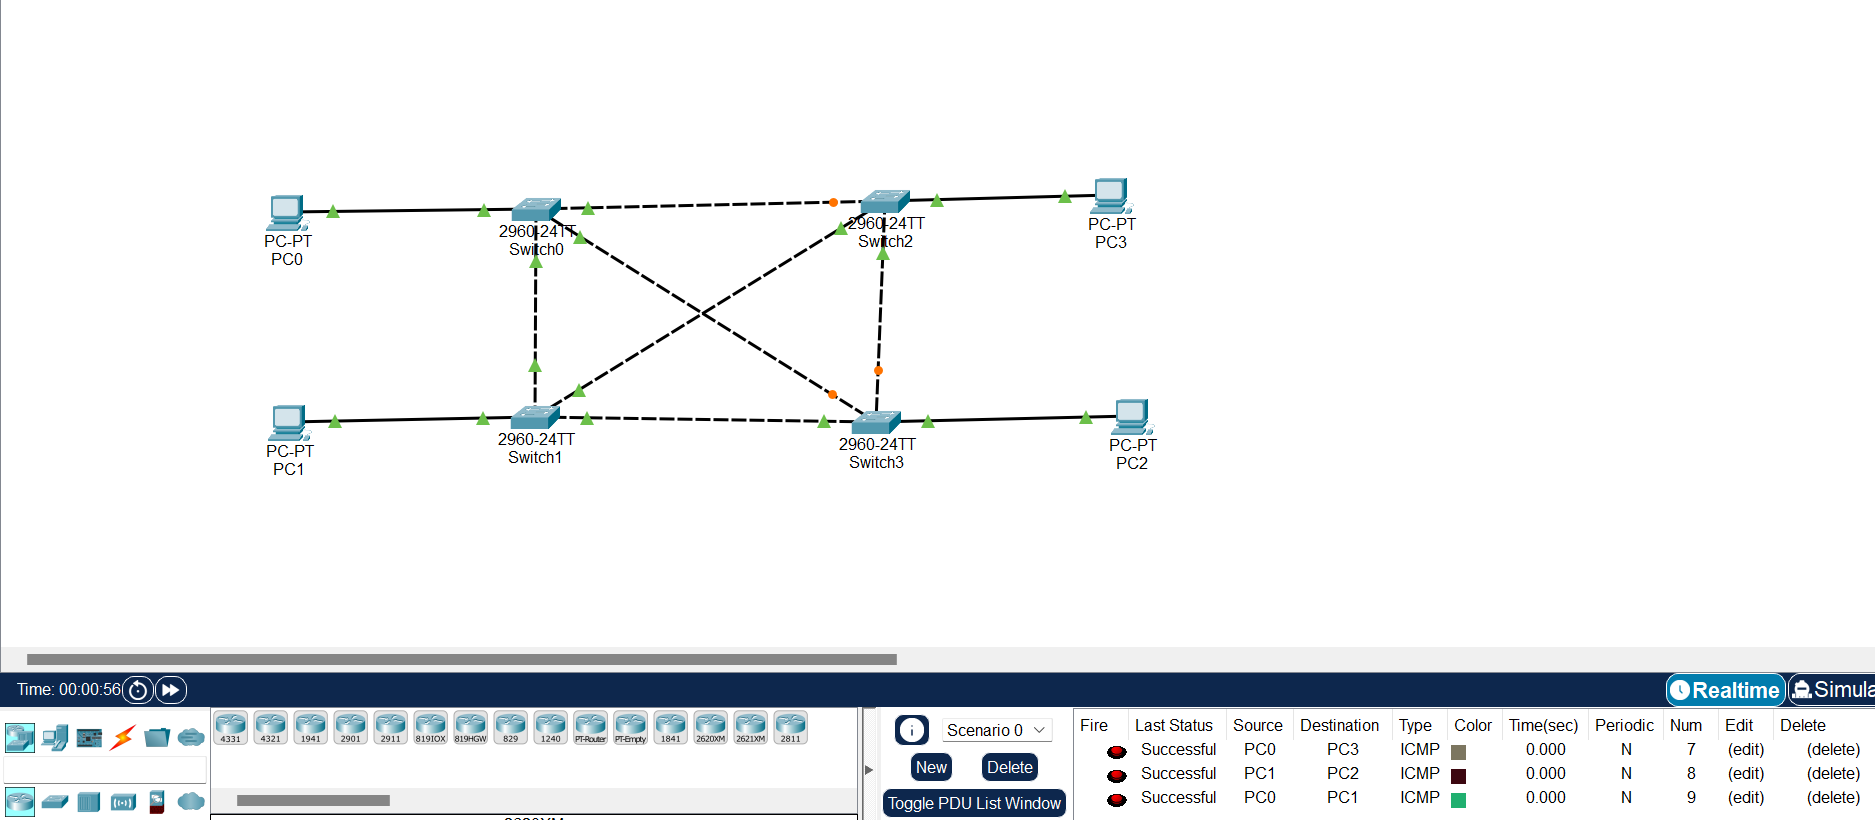 PC-PT
PC0
2960-24TT
Switch0
2960-24TT
Switch2
PC-PT
PC3
PC-PT
PC1
2960-24TT
Switch1
2960-24TT
Switch3
PC-PT
PC2
Time: 00:00:56
Realtime
Simula
4331
4321
1941
2901
2911
819IOX
819HGW
829
1240
PT-Router
PT-Empty
1841
2620XM
2621XM
2811
Scenario 0
New
Delete
Toggle PDU List Window
Fire Last Status Source Destination Type Color Time(sec) Periodic Num Edit Delete
Successful PC0 PC3 ICMP 0.000 N 7 (edit) (delete)
Successful PC1 PC2 ICMP 0.000 N 8 (edit) (delete)
Successful PC0 PC1 ICMP 0.000 N 9 (edit) (delete)